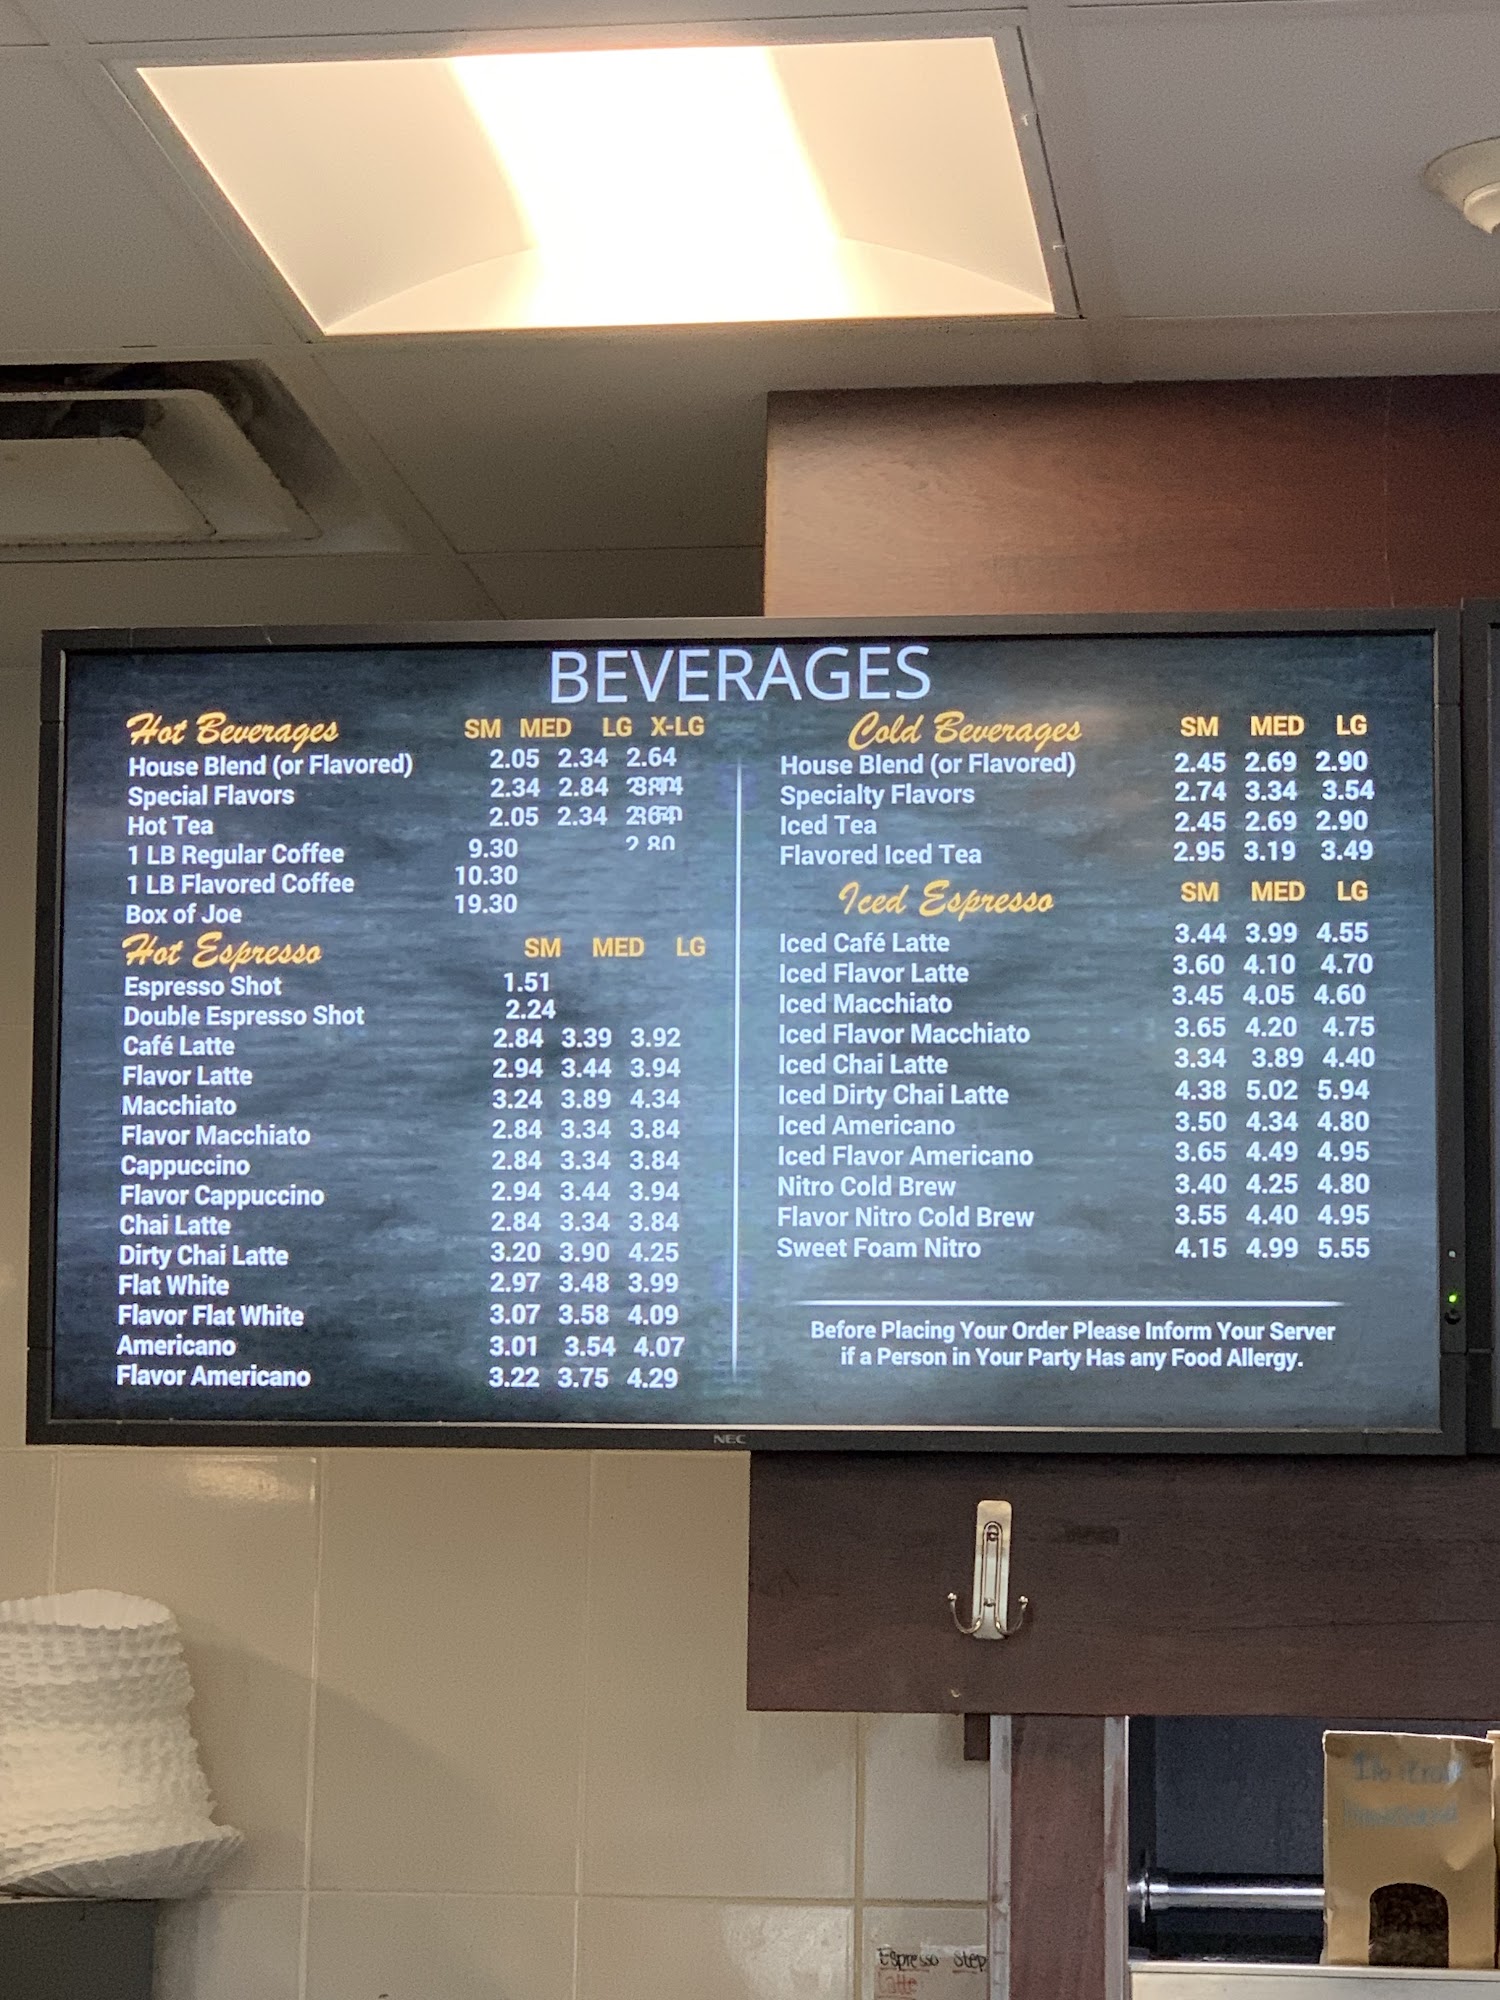 BEVERAGES
Hot Beverages SM MED LG X-LG
House Blend (or Flavored) 2.05 2.34 2.64
Special Flavors 2.34 2.84
Hot Tea 2.05 2.34
2.80
1 LB Regular Coffee 9.30
1 LB Flavored Coffee 10.30
Box of Joe 19.30
Hot Espresso SM MED LG
Espresso Shot 1.51
Double Espresso Shot 2.24
Café Latte 2.84 3.39 3.92
Flavor Latte 2.94 3.44 3.94
Macchiato 3.24 3.89 4.34
Flavor Macchiato 2.84 3.34 3.84
Cappuccino 2.84 3.34 3.84
Flavor Cappuccino 2.94 3.44 3.94
Chai Latte 2.84 3.34 3.84
Dirty Chai Latte 3.20 3.90 4.25
Flat White 2.97 3.48 3.99
Flavor Flat White 3.07 3.58 4.09
Americano 3.01 3.54 4.07
Flavor Americano 3.22 3.75 4.29
Cold Beverages SM MED LG
House Blend (or Flavored) 2.45 2.69 2.90
Specialty Flavors 2.74 3.34 3.54
Iced Tea 2.45 2.69 2.90
Flavored Iced Tea 2.95 3.19 3.49
Iced Espresso SM MED LG
Iced Café Latte 3.44 3.99 4.55
Iced Flavor Latte 3.60 4.10 4.70
Iced Macchiato 3.45 4.05 4.60
Iced Flavor Macchiato 3.65 4.20 4.75
Iced Chai Latte 3.34 3.89 4.40
Iced Dirty Chai Latte 4.38 5.02 5.94
Iced Americano 3.50 4.34 4.80
Iced Flavor Americano 3.65 4.49 4.95
Nitro Cold Brew 3.40 4.25 4.80
Flavor Nitro Cold Brew 3.55 4.40 4.95
Sweet Foam Nitro 4.15 4.99 5.55
Before Placing Your Order Please Inform Your Server
if a Person in Your Party Has any Food Allergy.
NEC
Espresso Step
Latte